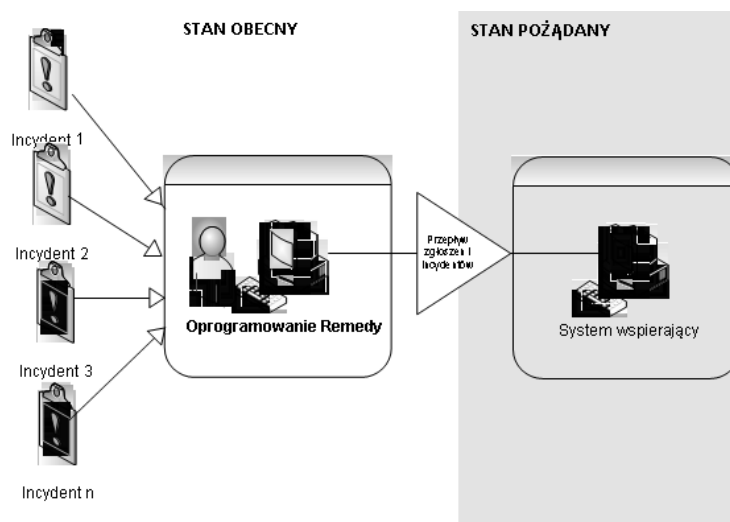 STAN OBECNY
STAN POŻĄDANY
Incydent 1
Incydent 2
Incydent 3
Incydent n
Oprogramowanie Remedy
Przepływ
zgłoszeń i
incydentów
System wspierający